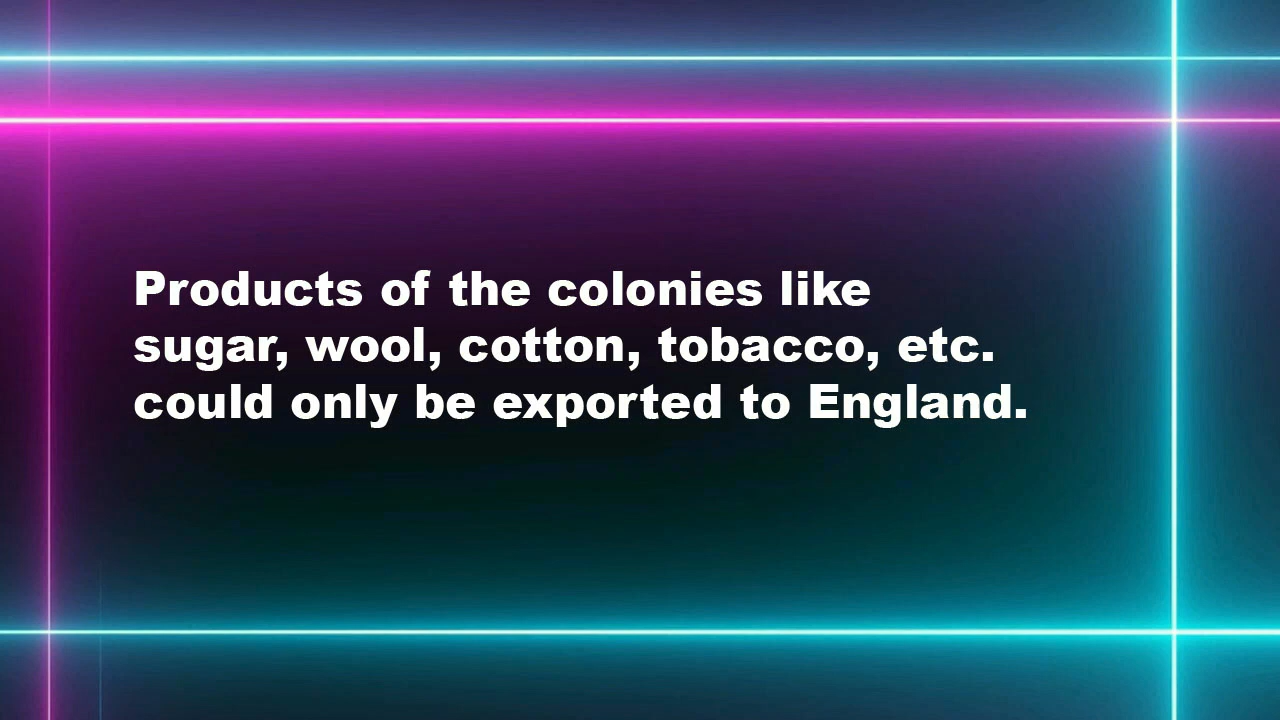 Products of the colonies like
sugar, wool, cotton, tobacco, etc.
could only be exported to England.